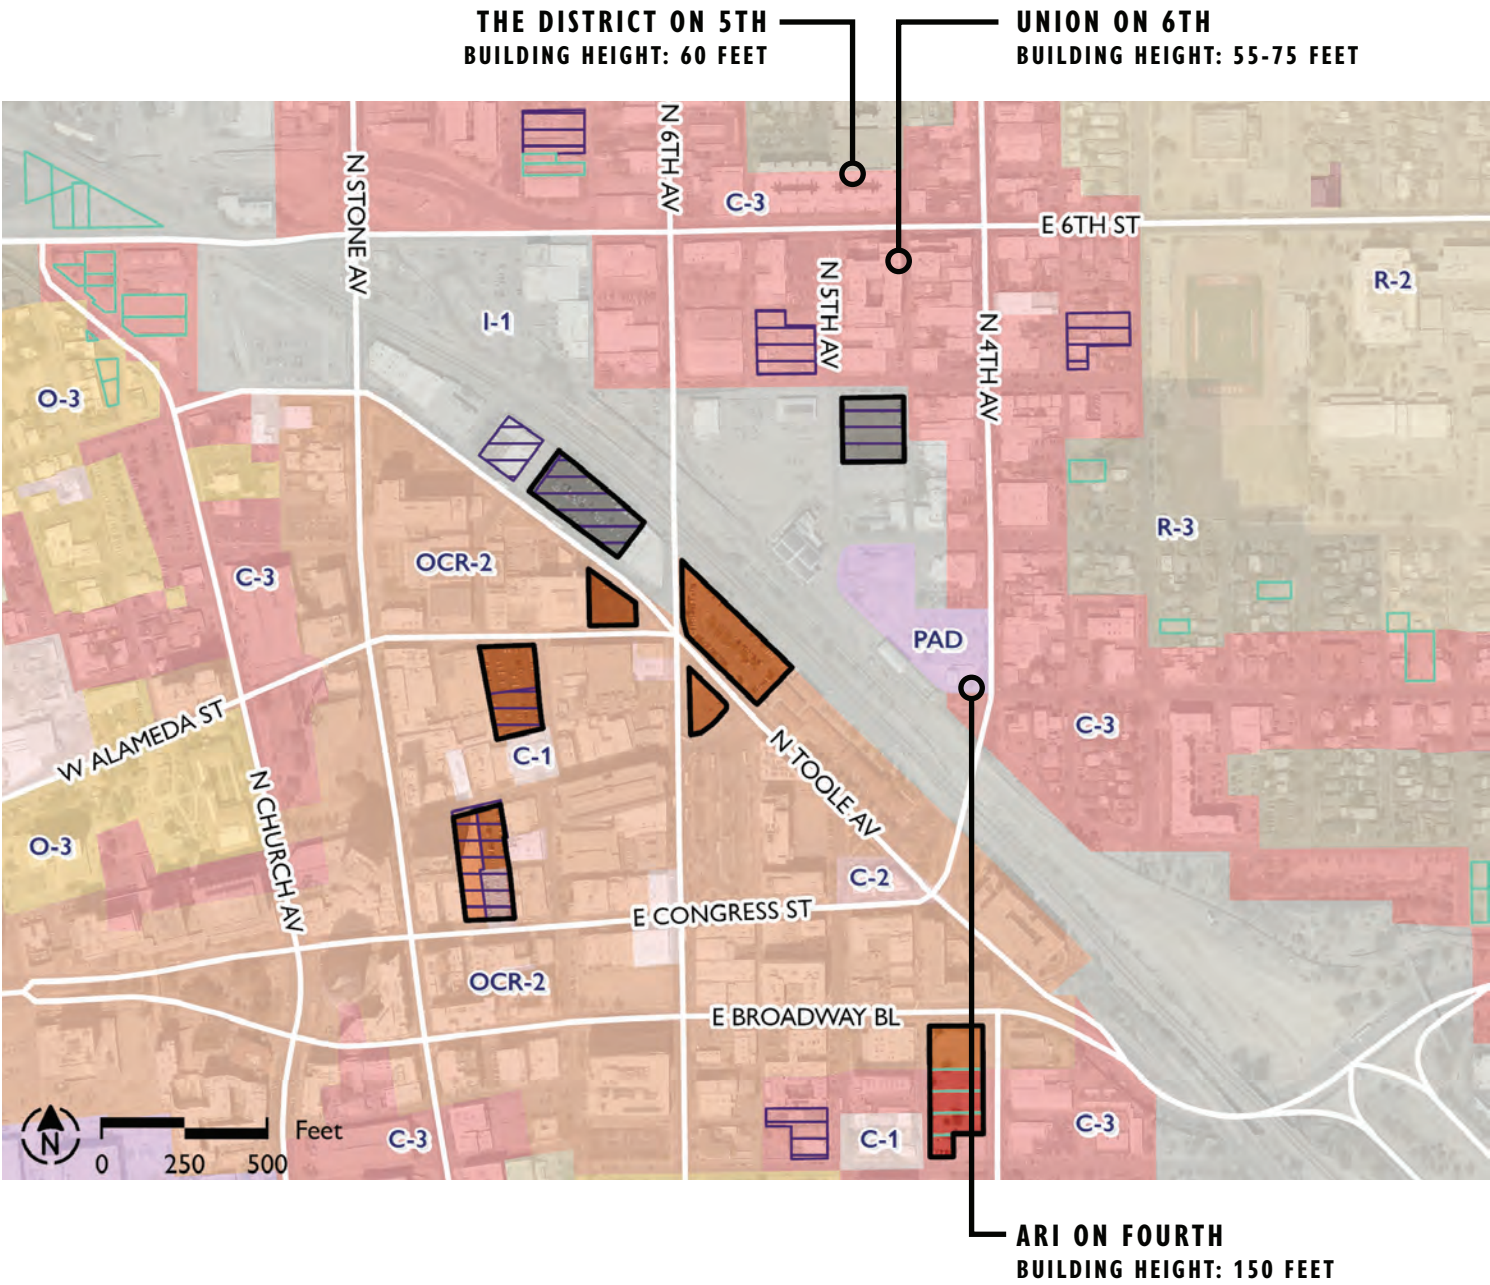 THE DISTRICT ON 5TH
BUILDING HEIGHT: 60 FEET
UNION ON 6TH
BUILDING HEIGHT: 55-75 FEET
N STONE AV
N 6TH AV
C-3
E 6TH ST
N 5TH AV
R-2
I-1
N 4TH AV
O-3
R-3
OCR-2
C-3
PAD
W ALAMEDA ST
C-1
C-3
N TOOLE AV
N CHURCH AV
O-3
C-2
E CONGRESS ST
OCR-2
E BROADWAY BL
N
Feet
0 250 500
C-3
C-1
C-3
ARI ON FOURTH
BUILDING HEIGHT: 150 FEET